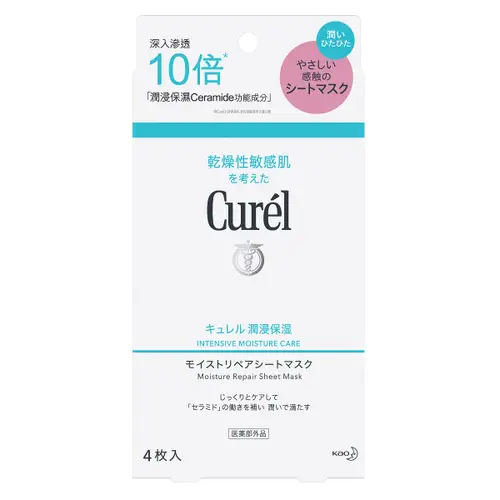 深入滲透
10倍*
「潤浸保濕Ceramide功能成分」
潤い
ひたひた
やさしい
感触の
シートマスク
乾燥性敏感肌
を考えた
Curél
キュレル 潤浸保湿
INTENSIVE MOISTURE CARE
モイストリペアシートマスク
Moisture Repair Sheet Mask
じっくりとケアして
「セラミド」の働きを補い 潤いで満たす
医薬部外品
4枚入
Kao